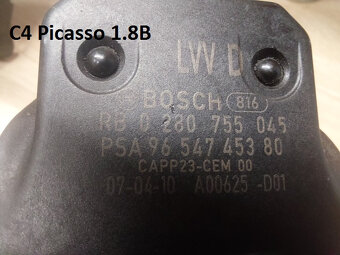 C4 Picasso 1.8B
LW D
BOSCH 816
RB 0 280 755 045
PSA 96 547 453 80
CAPP23-CEM 00
07-04-10 A00625 -D01